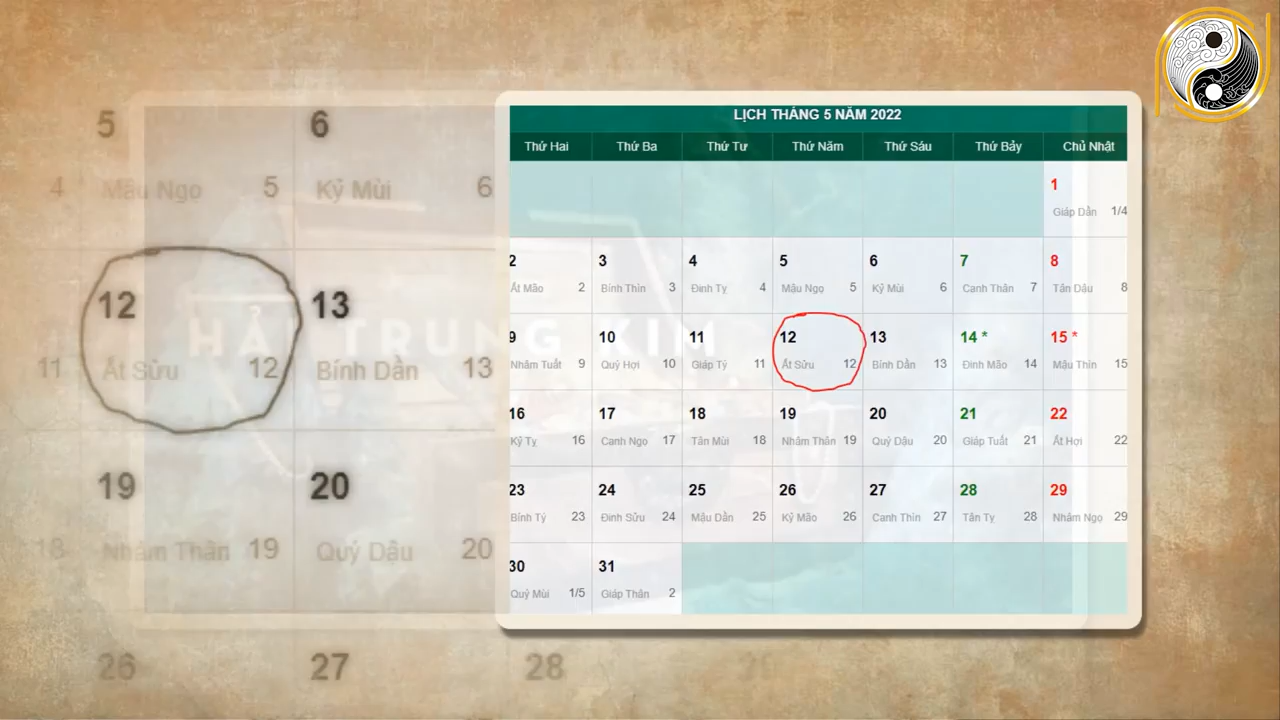 5
6
4
Mậu Ngọ
5
Kỷ Mùi
6
12
13
11
Ất Sửu
12
Bính Dần
13
19
20
18
Nhâm Thân
19
Quý Dậu
20
26
27
28
HẢI TRUNG KIM
LỊCH THÁNG 5 NĂM 2022
Thứ Hai Thứ Ba Thứ Tư Thứ Năm Thứ Sáu Thứ Bảy Chủ Nhật
1
Giáp Dần 1/4
2 3 4 5 6 7 8
Ất Mão 2 Bính Thìn 3 Đinh Tỵ 4 Mậu Ngọ 5 Kỷ Mùi 6 Canh Thân 7 Tân Dậu 8
9 10 11 12 13 14 * 15 *
Nhâm Tuất 9 Quý Hợi 10 Giáp Tý 11 Ất Sửu 12 Bính Dần 13 Đinh Mão 14 Mậu Thìn 15
16 17 18 19 20 21 22
Kỷ Tỵ 16 Canh Ngọ 17 Tân Mùi 18 Nhâm Thân 19 Quý Dậu 20 Giáp Tuất 21 Ất Hợi 22
23 24 25 26 27 28 29
Bính Tý 23 Đinh Sửu 24 Mậu Dần 25 Kỷ Mão 26 Canh Thìn 27 Tân Tỵ 28 Nhâm Ngọ 29
30 31
Quý Mùi 1/5 Giáp Thân 2